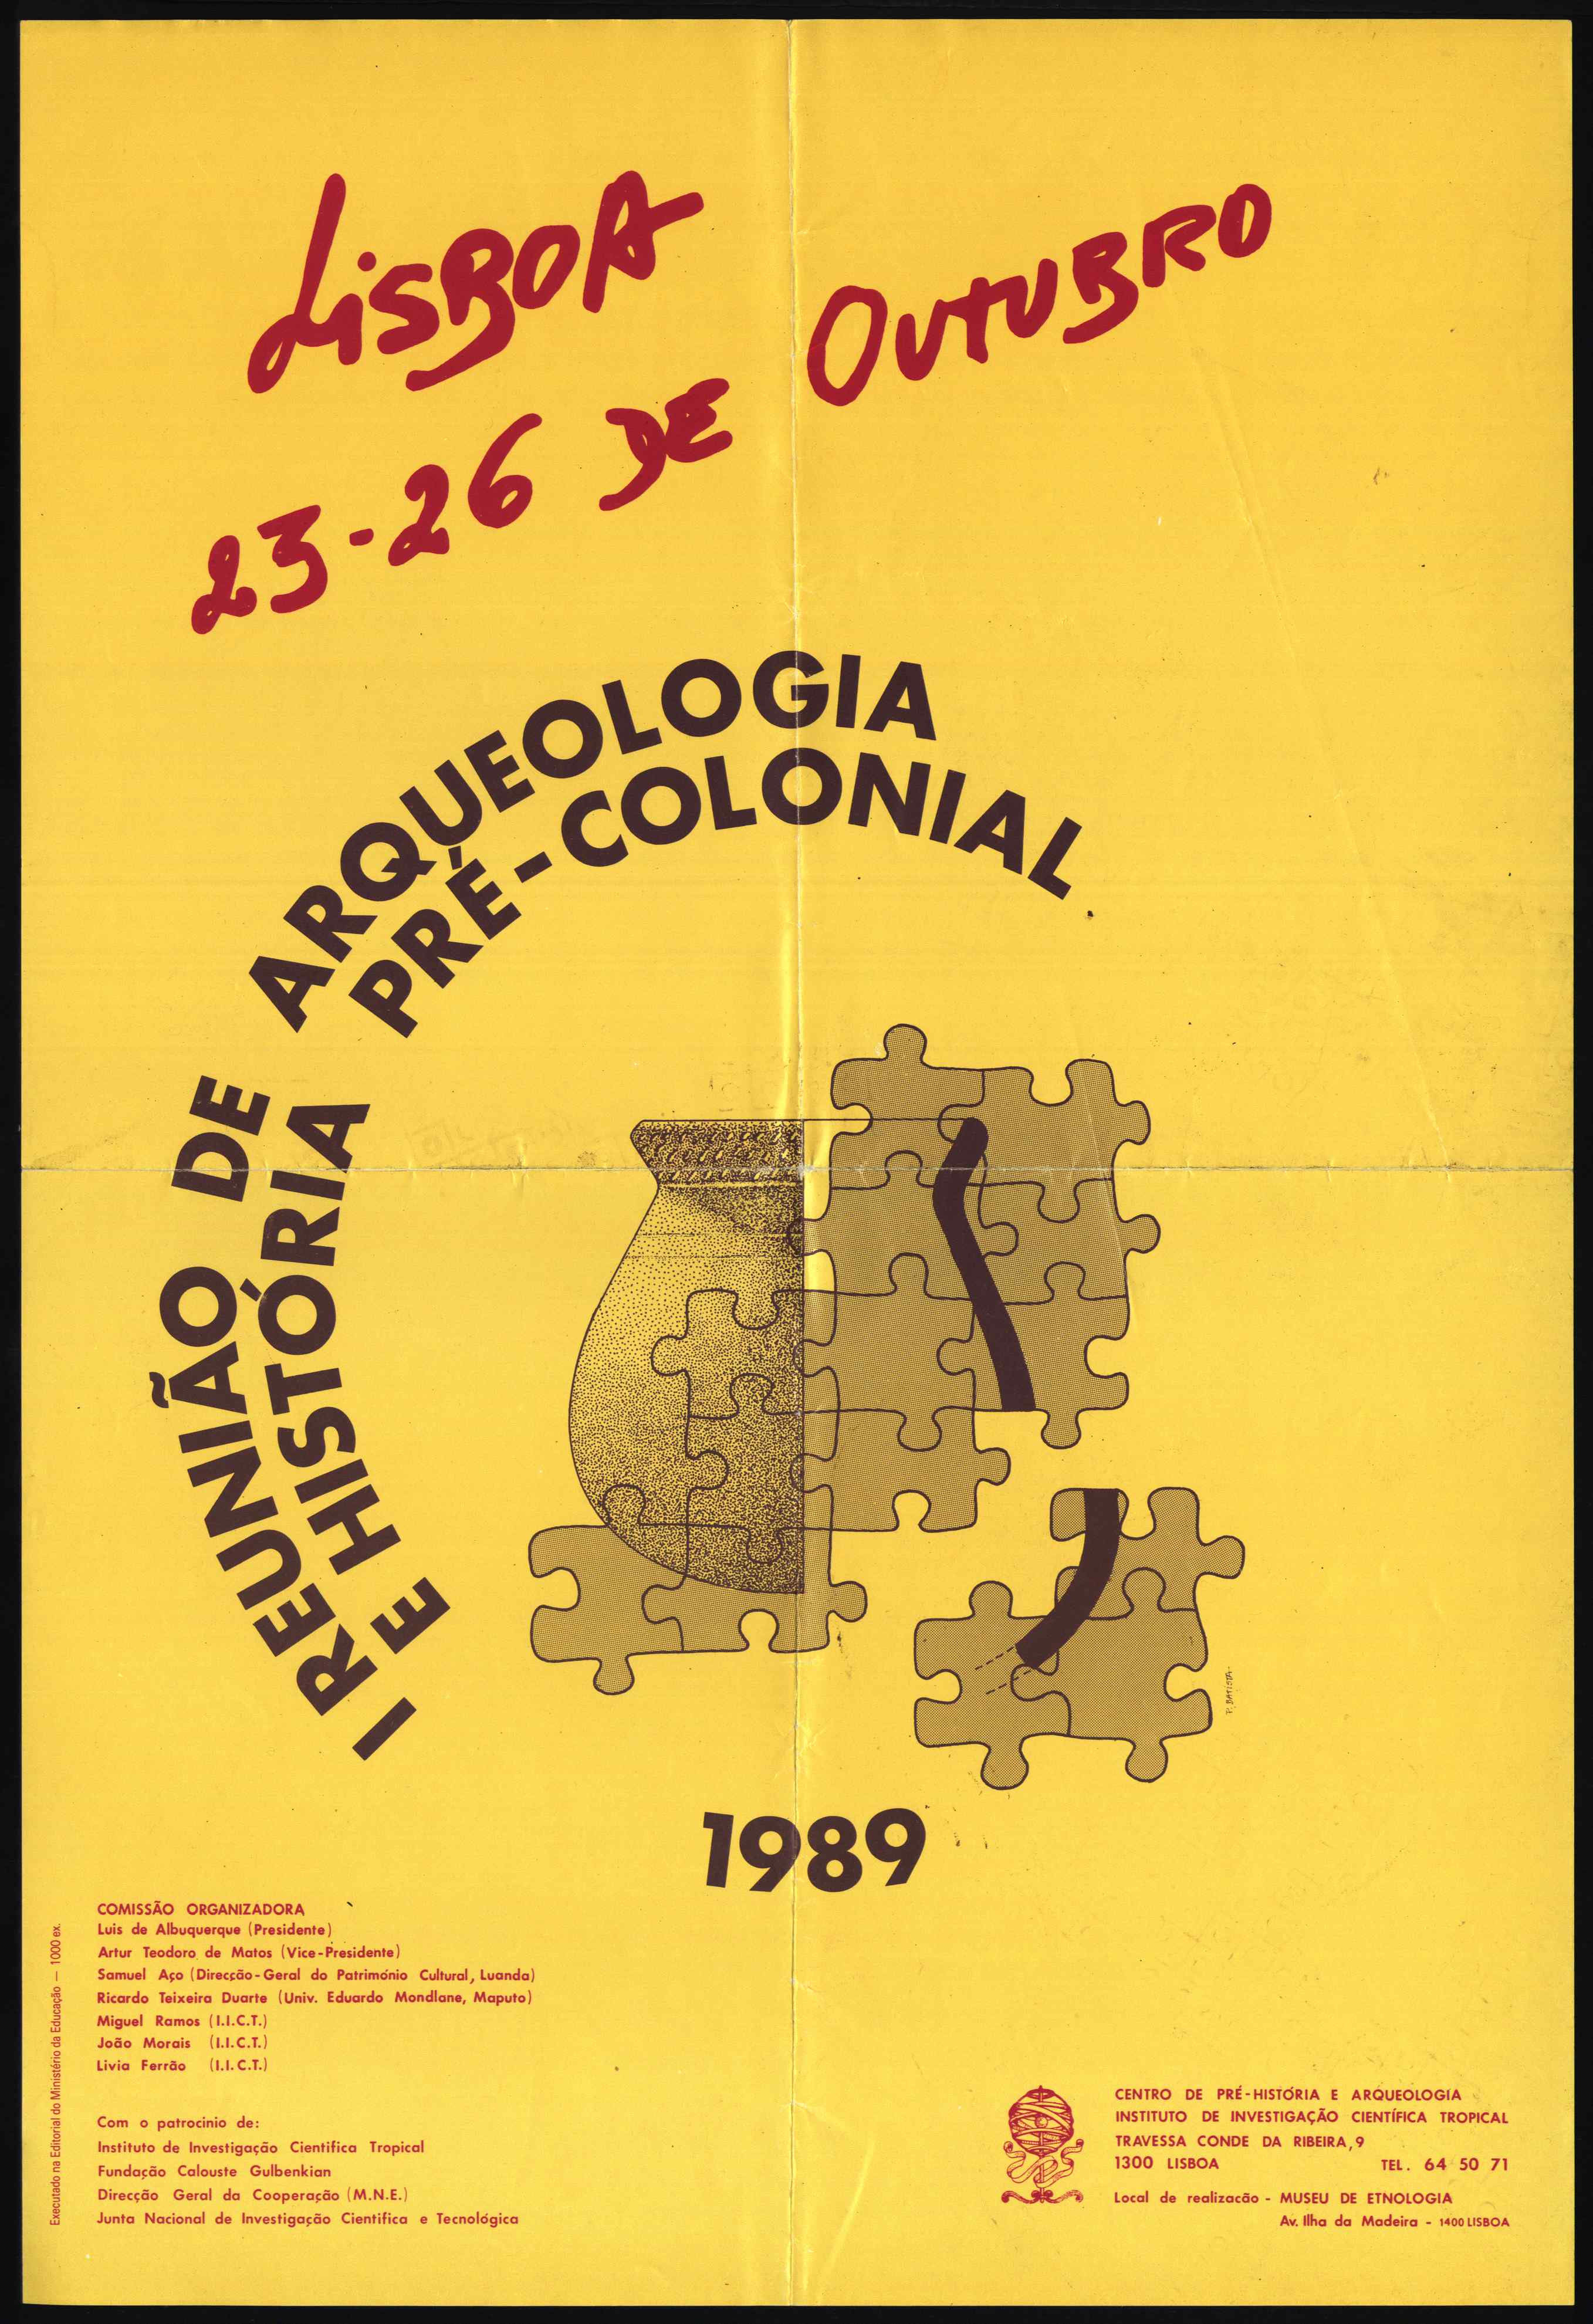 LISBOA
23-26 DE OUTUBRO
I REUNIÃO DE ARQUEOLOGIA
E HISTÓRIA PRÉ-COLONIAL
P. BATISTA
1989
COMISSÃO ORGANIZADORA
Luis de Albuquerque (Presidente)
Artur Teodoro de Matos (Vice-Presidente)
Samuel Aço (Direcção-Geral do Património Cultural, Luanda)
Ricardo Teixeira Duarte (Univ. Eduardo Mondlane, Maputo)
Miguel Ramos (I.I.C.T.)
João Morais (I.I.C.T.)
Livia Ferrão (I.I.C.T.)
Com o patrocinio de:
Instituto de Investigação Cientifica Tropical
Fundação Calouste Gulbenkian
Direcção Geral da Cooperação (M.N.E.)
Junta Nacional de Investigação Cientifica e Tecnológica
Executado na Editorial do Ministério da Educação — 1000 ex.
CENTRO DE PRÉ-HISTÓRIA E ARQUEOLOGIA
INSTITUTO DE INVESTIGAÇÃO CIENTÍFICA TROPICAL
TRAVESSA CONDE DA RIBEIRA, 9
1300 LISBOA TEL. 64 50 71
Local de realizacão - MUSEU DE ETNOLOGIA
Av. Ilha da Madeira - 1400 LISBOA